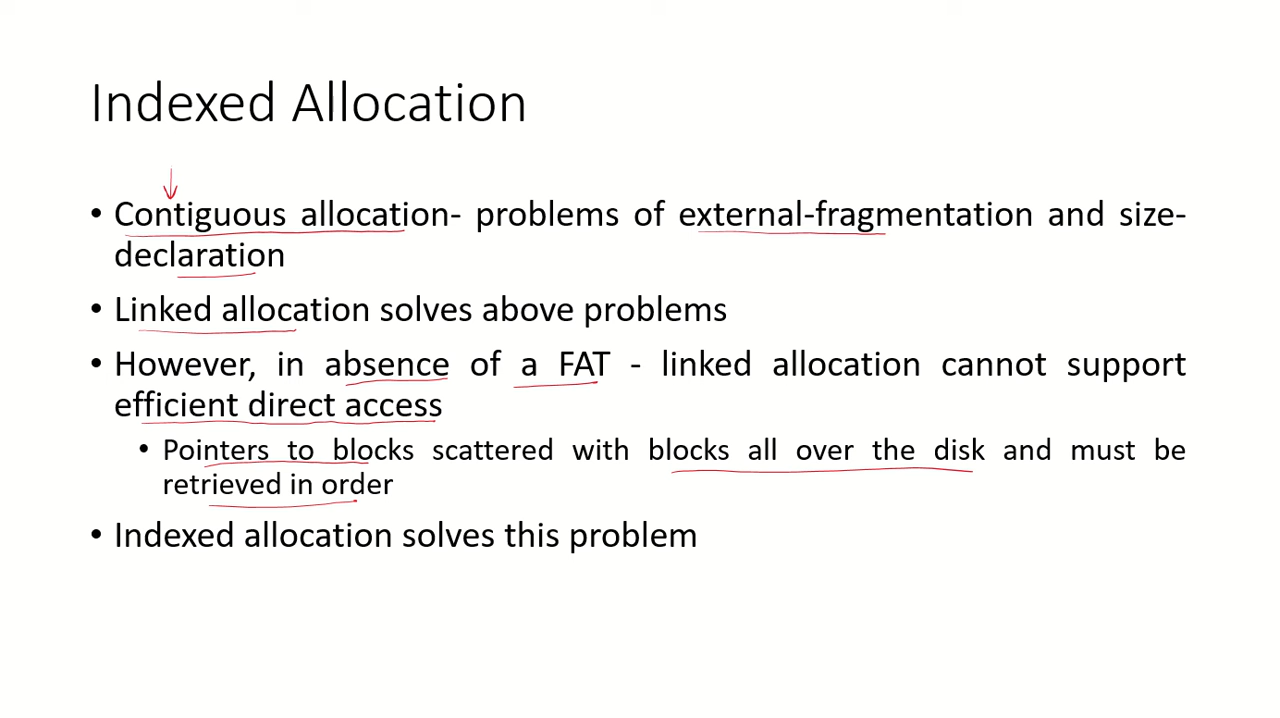 Indexed Allocation
• Contiguous allocation- problems of external-fragmentation and size-
declaration
• Linked allocation solves above problems
• However, in absence of a FAT - linked allocation cannot support
efficient direct access
• Pointers to blocks scattered with blocks all over the disk and must be
retrieved in order
• Indexed allocation solves this problem